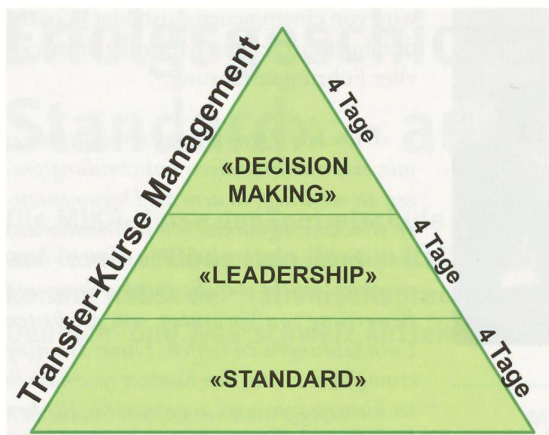 Transfer-Kurse Management
4 Tage
«DECISION
MAKING»
4 Tage
«LEADERSHIP»
4 Tage
«STANDARD»